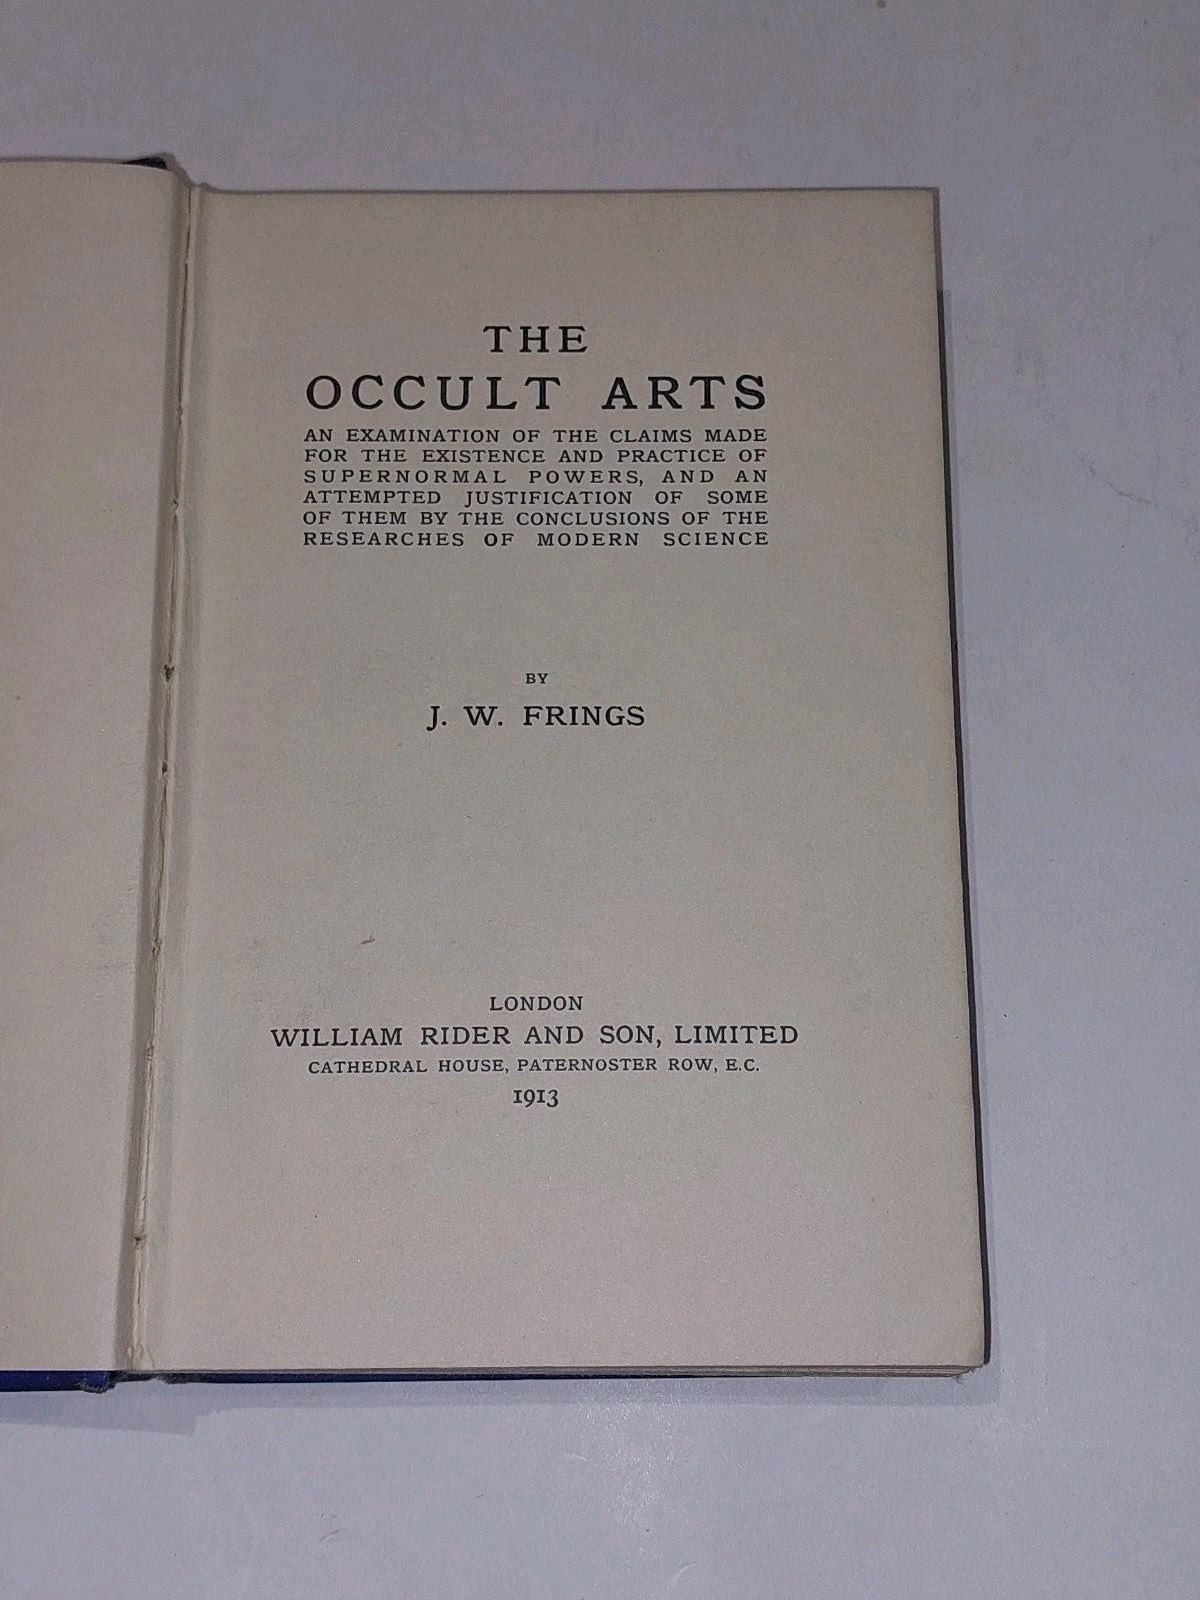 THE
OCCULT ARTS
AN EXAMINATION OF THE CLAIMS MADE
FOR THE EXISTENCE AND PRACTICE OF
SUPERNORMAL POWERS, AND AN
ATTEMPTED JUSTIFICATION OF SOME
OF THEM BY THE CONCLUSIONS OF THE
RESEARCHES OF MODERN SCIENCE
BY
J. W. FRINGS
LONDON
WILLIAM RIDER AND SON, LIMITED
CATHEDRAL HOUSE, PATERNOSTER ROW, E.C.
1913